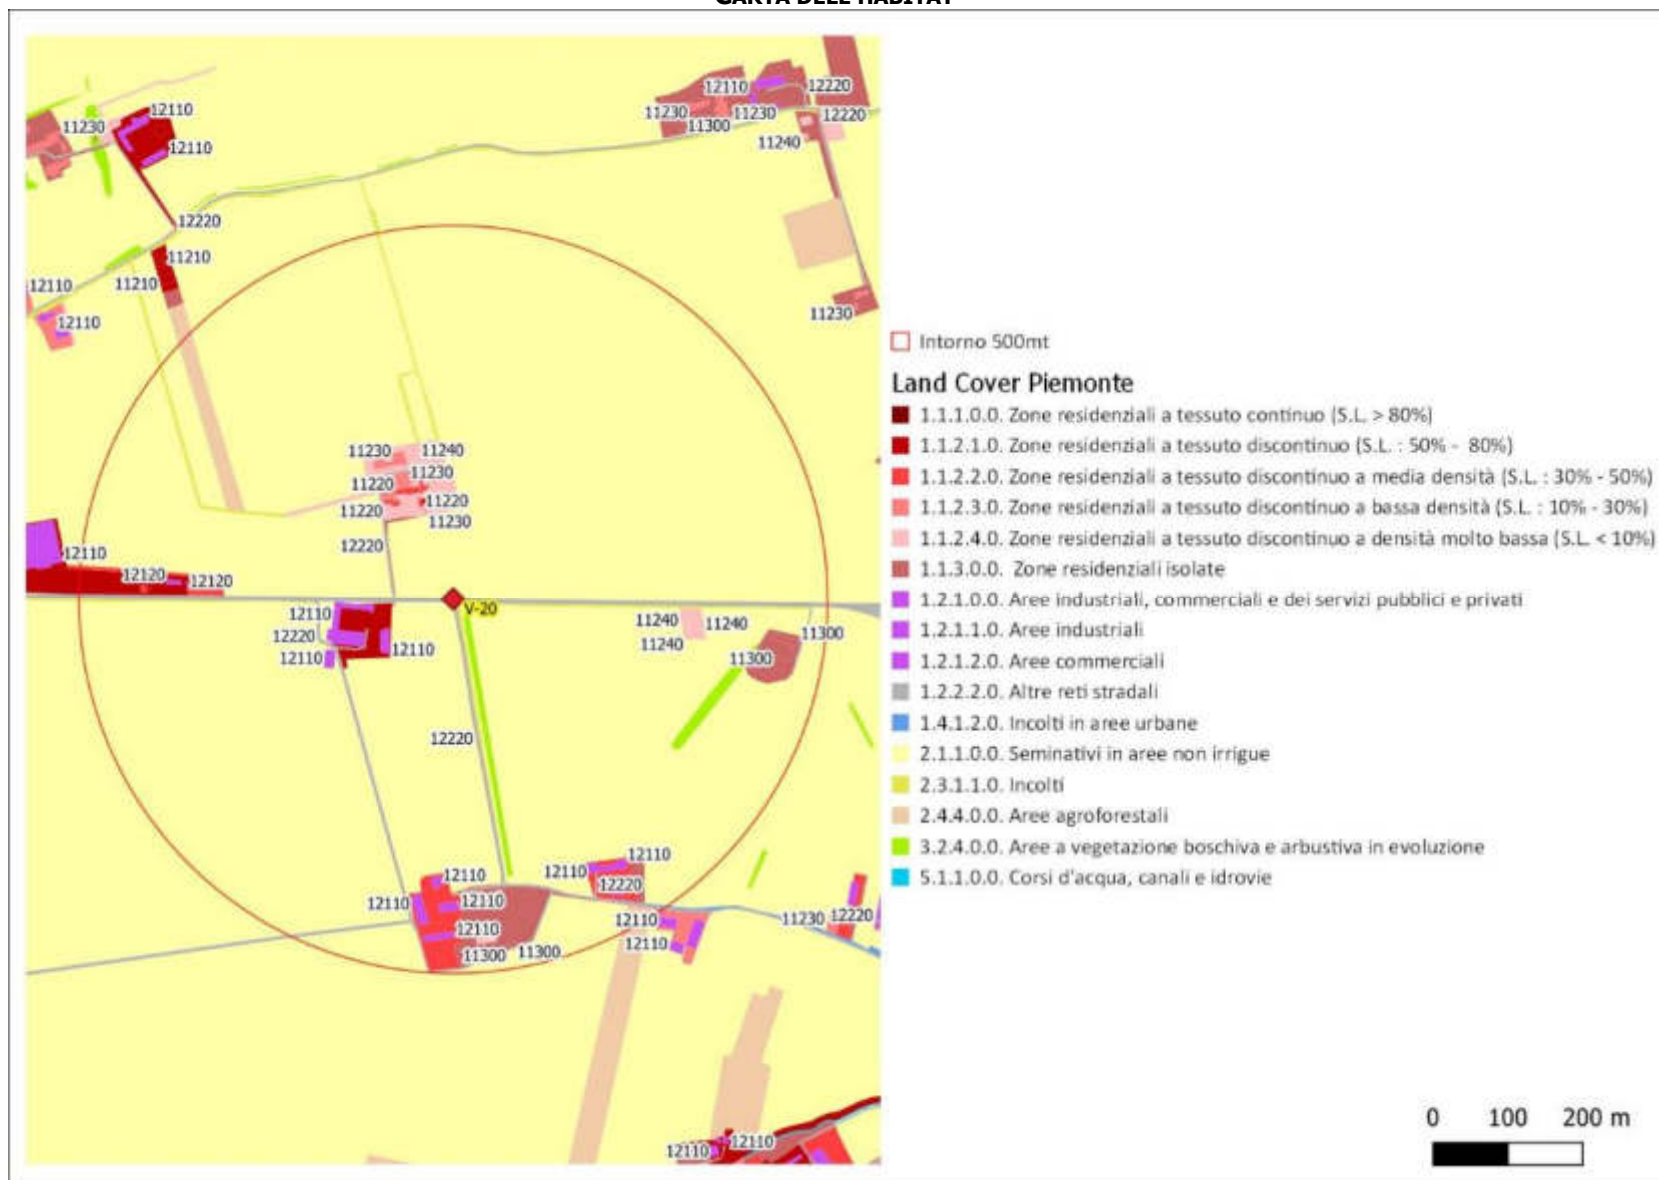 CARTA DELL'HABITAT
12110
12220
11230
12110
11230
11230
12220
11300
12110
11240
12220
11210
11210
12110
12110
11230
11230
11240
11230
11220
11220
11220
11230
12220
12110
12120
12120
V-20
12110
12220
12110
12110
11240
11240
11240
11300
11300
12220
12110
12110
12110
12220
12110
12110
12110
12110
12110
11230
12220
11300
11300
12110
12110
Intorno 500mt
Land Cover Piemonte
1.1.1.0.0. Zone residenziali a tessuto continuo (S.L. > 80%)
1.1.2.1.0. Zone residenziali a tessuto discontinuo (S.L. : 50% - 80%)
1.1.2.2.0. Zone residenziali a tessuto discontinuo a media densità (S.L. : 30% - 50%)
1.1.2.3.0. Zone residenziali a tessuto discontinuo a bassa densità (S.L. : 10% - 30%)
1.1.2.4.0. Zone residenziali a tessuto discontinuo a densità molto bassa (S.L. < 10%)
1.1.3.0.0. Zone residenziali isolate
1.2.1.0.0. Aree industriali, commerciali e dei servizi pubblici e privati
1.2.1.1.0. Aree industriali
1.2.1.2.0. Aree commerciali
1.2.2.2.0. Altre reti stradali
1.4.1.2.0. Incolti in aree urbane
2.1.1.0.0. Seminativi in aree non irrigue
2.3.1.1.0. Incolti
2.4.4.0.0. Aree agroforestali
3.2.4.0.0. Aree a vegetazione boschiva e arbustiva in evoluzione
5.1.1.0.0. Corsi d'acqua, canali e idrovie
0 100 200 m